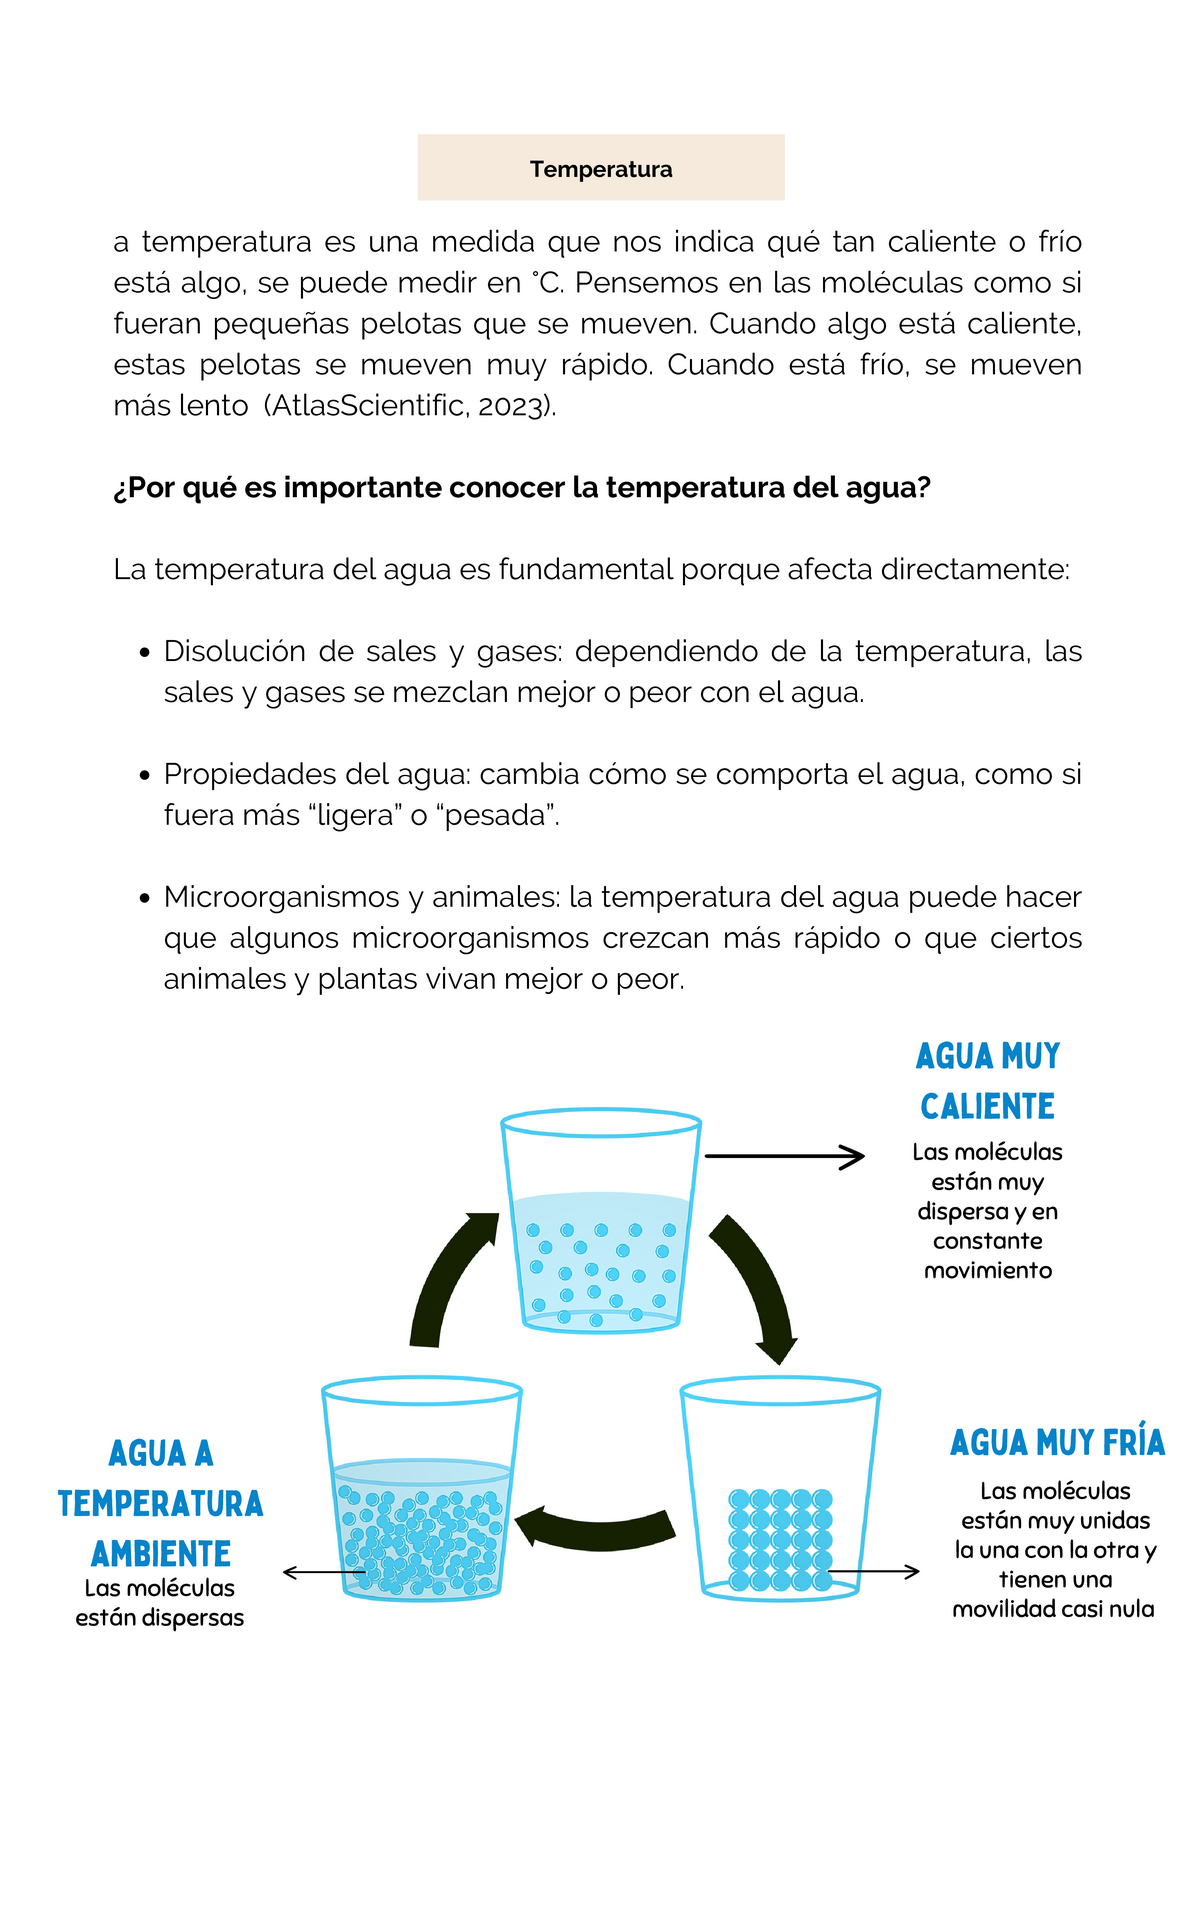 Temperatura
a temperatura es una medida que nos indica qué tan caliente o frío
está algo, se puede medir en °C. Pensemos en las moléculas como si
fueran pequeñas pelotas que se mueven. Cuando algo está caliente,
estas pelotas se mueven muy rápido. Cuando está frío, se mueven
más lento (AtlasScientific, 2023).
¿Por qué es importante conocer la temperatura del agua?
La temperatura del agua es fundamental porque afecta directamente:
• Disolución de sales y gases: dependiendo de la temperatura, las
sales y gases se mezclan mejor o peor con el agua.
• Propiedades del agua: cambia cómo se comporta el agua, como si
fuera más “ligera” o “pesada”.
• Microorganismos y animales: la temperatura del agua puede hacer
que algunos microorganismos crezcan más rápido o que ciertos
animales y plantas vivan mejor o peor.
AGUA MUY
CALIENTE
Las moléculas
están muy
dispersa y en
constante
movimiento
AGUA A
TEMPERATURA
AMBIENTE
Las moléculas
están dispersas
AGUA MUY FRÍA
Las moléculas
están muy unidas
la una con la otra y
tienen una
movilidad casi nula